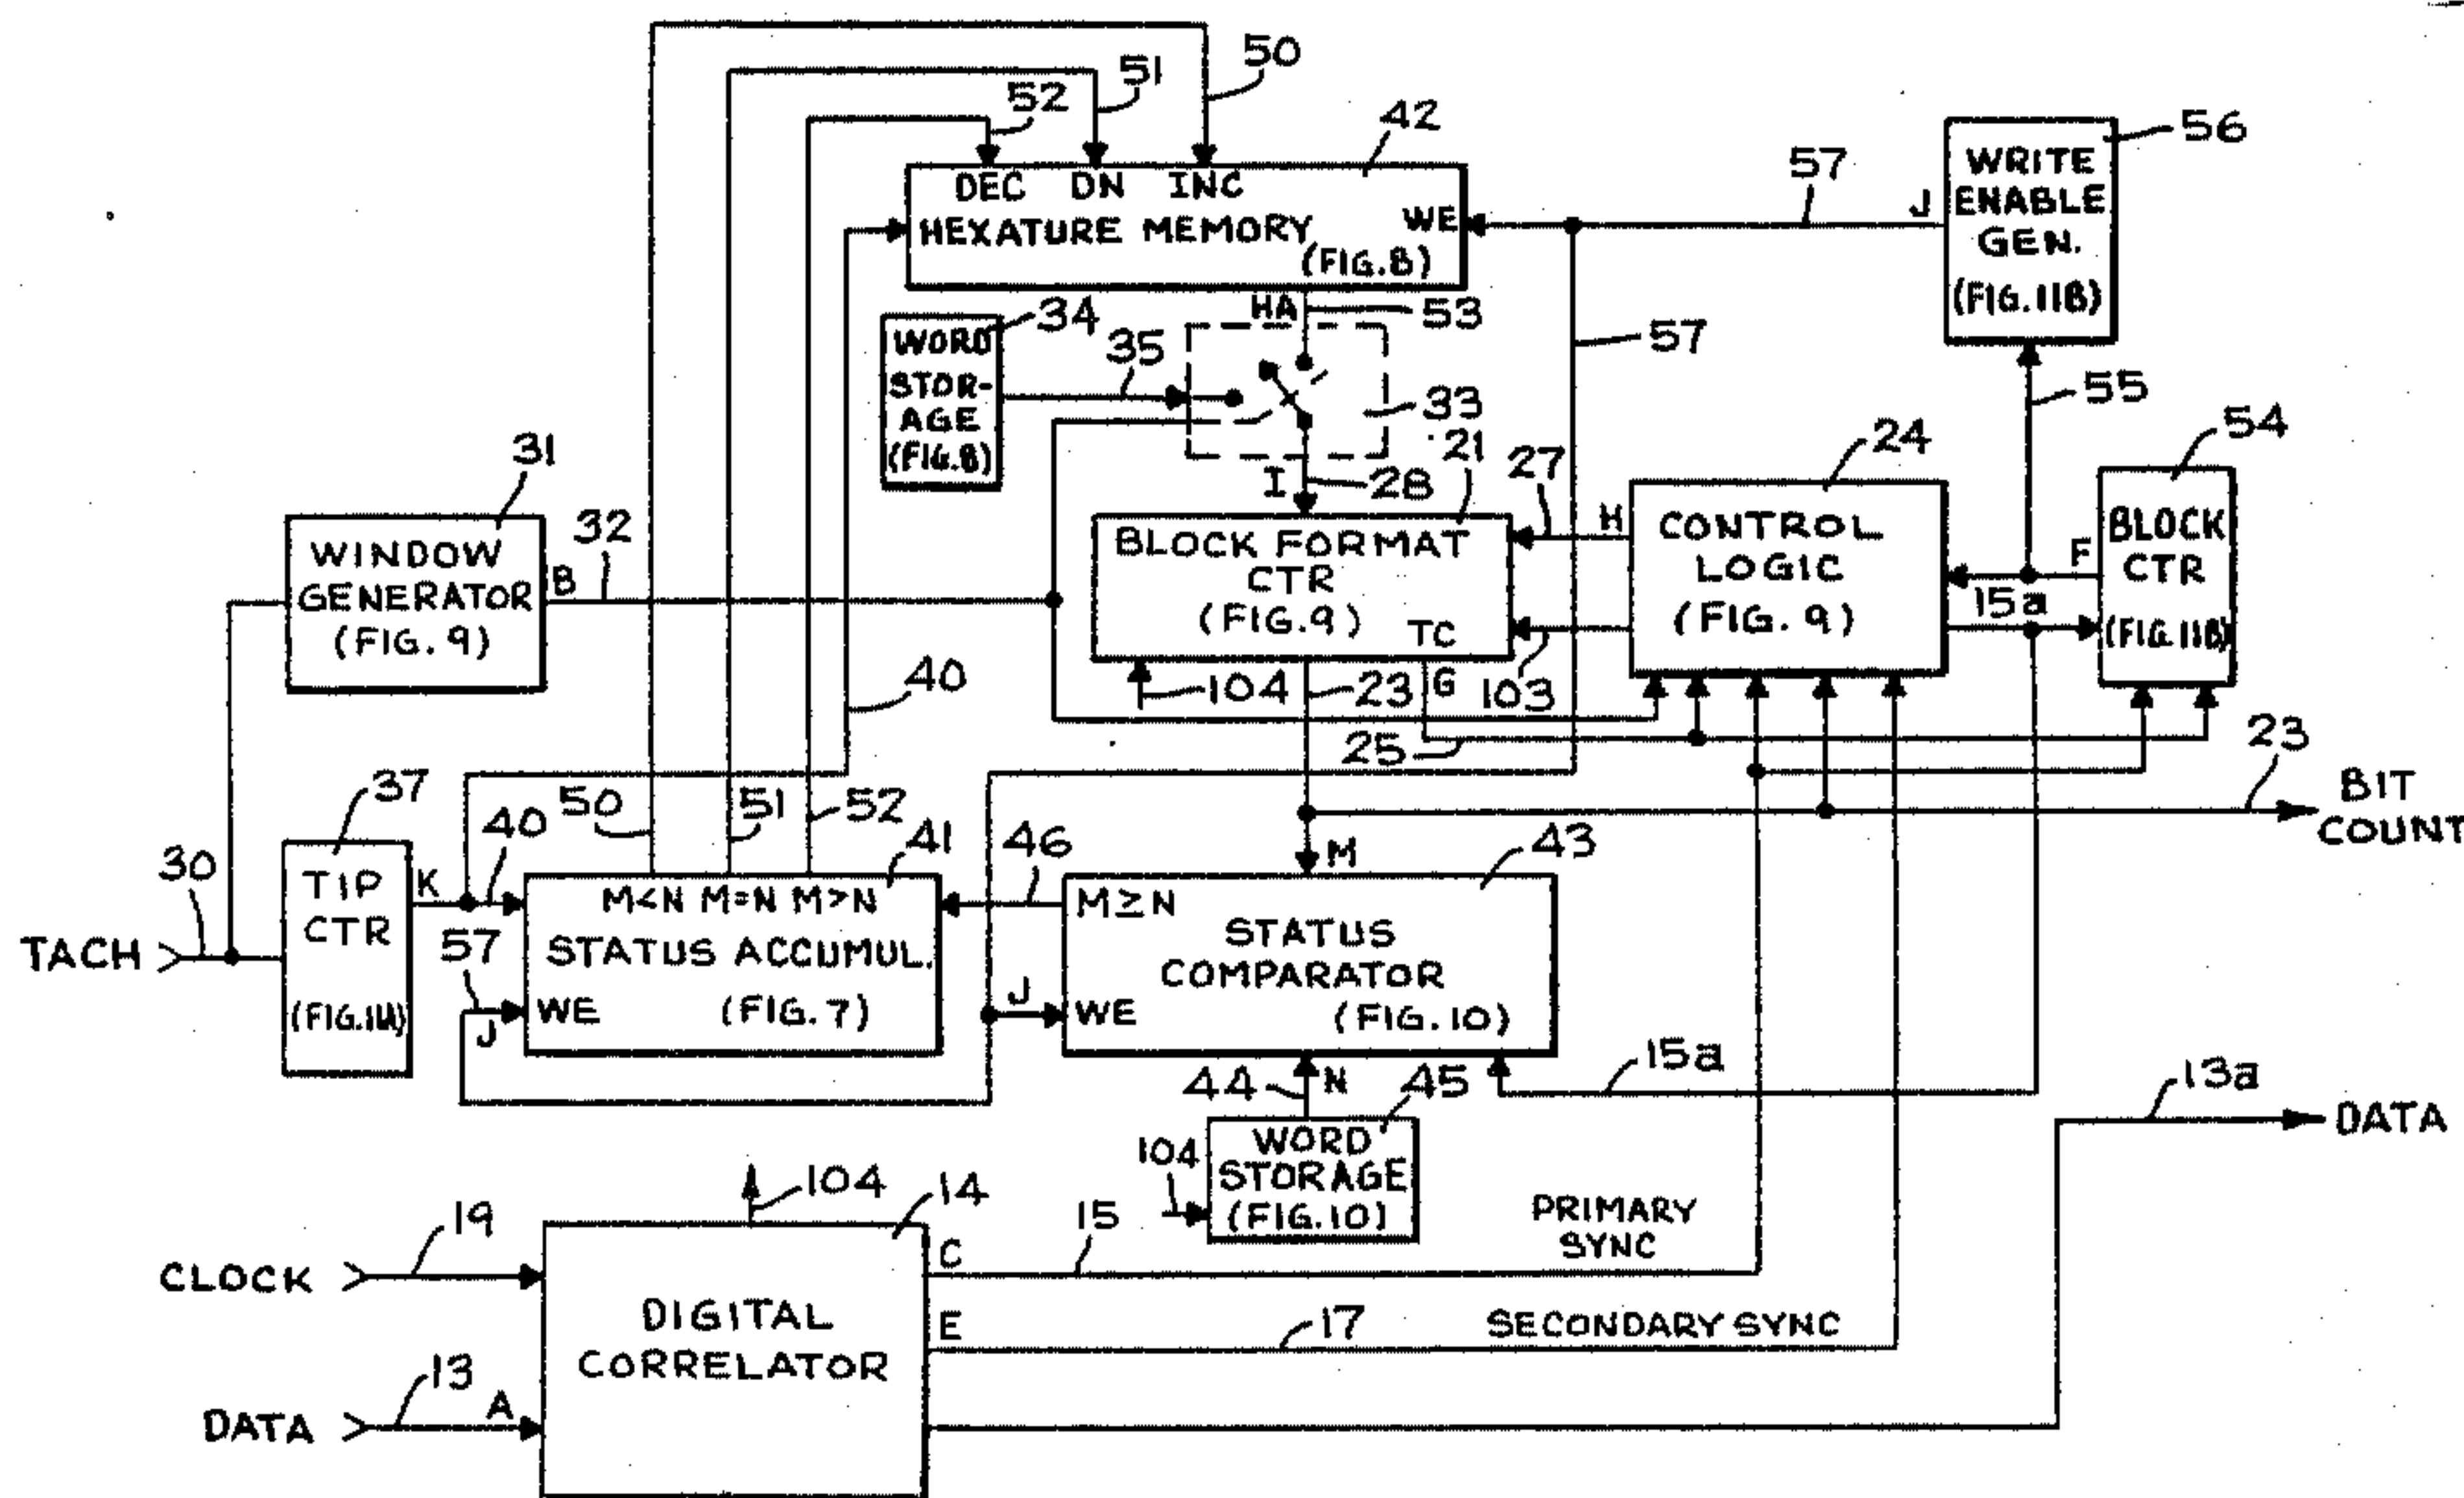 50
51
52
42
56
WRITE
ENABLE
GEN.
(FIG.11B)
57
J
DEC DN INC
HEXATURE MEMORY
WE
(FIG.8)
HA
53
34
WORD
STOR-
AGE
(FIG.8)
35
33
57
55
54
31
WINDOW
GENERATOR
(FIG. 9)
B
32
I
28
21
27
H
24
BLOCK FORMAT
CTR
(FIG.9)
TC
CONTROL
LOGIC
(FIG. 9)
F
15a
BLOCK
CTR
(FIG.11B)
40
104
23
G
103
25
23
BIT
COUNT
37
50
51
52
40
41
46
M
43
30
TACH
TIP
CTR
(FIG.11A)
K
57
J
M<N M=N M>N
STATUS ACCUMUL.
WE
(FIG.7)
M≥N
STATUS
COMPARATOR
J
WE
(FIG.10)
44
N
45
15a
13a
DATA
104
WORD
STORAGE
(FIG.10)
104
14
CLOCK
19
C
15
PRIMARY
SYNC
DIGITAL
CORRELATOR
E
17
SECONDARY SYNC
DATA
13
A